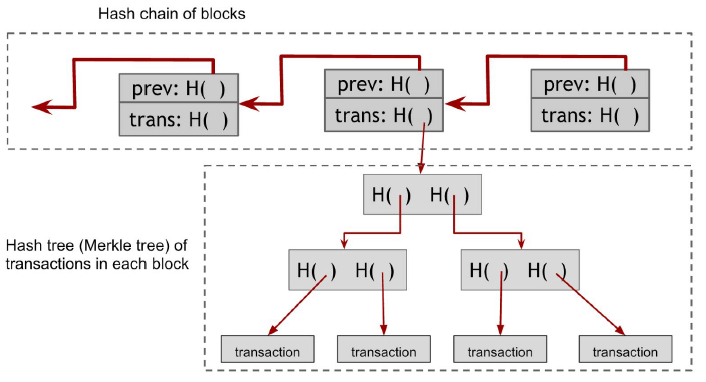 Hash chain of blocks
prev: H( )
trans: H( )
prev: H( )
trans: H( )
prev: H( )
trans: H( )
H( ) H( )
Hash tree (Merkle tree) of
transactions in each block
H( ) H( )
H( ) H( )
transaction
transaction
transaction
transaction